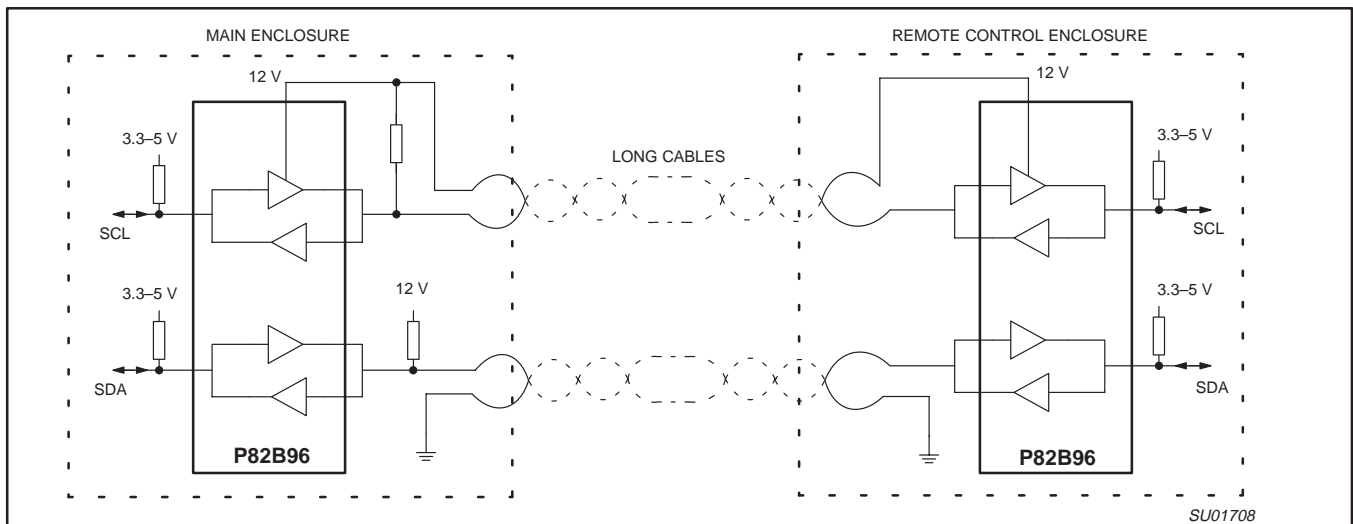 MAIN ENCLOSURE
REMOTE CONTROL ENCLOSURE
12 V
12 V
3.3–5 V
3.3–5 V
LONG CABLES
SCL
SCL
3.3–5 V
12 V
3.3–5 V
SDA
SDA
P82B96
P82B96
SU01708